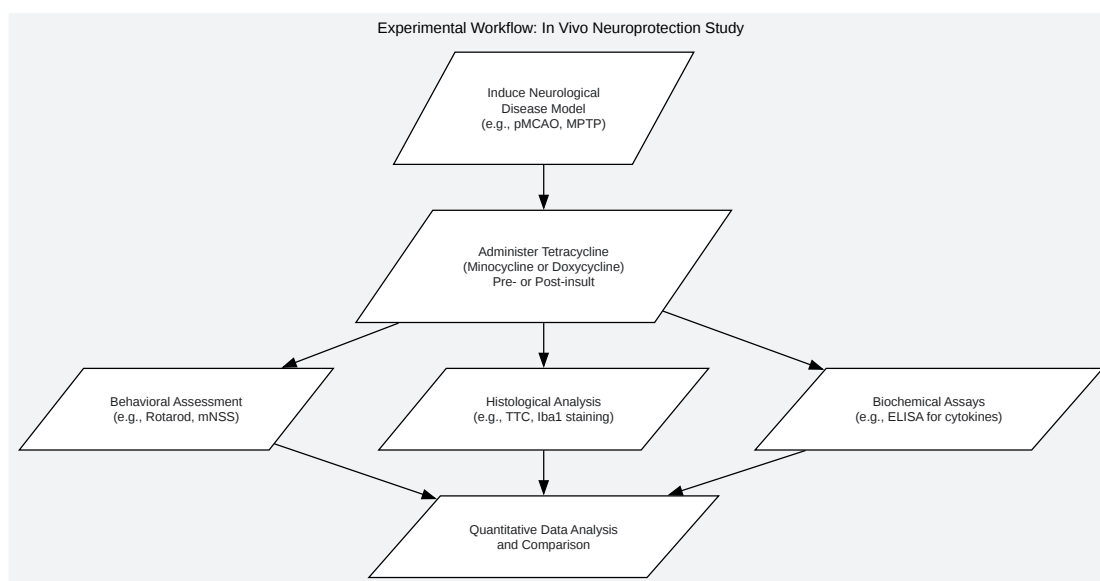 Experimental Workflow: In Vivo Neuroprotection Study
Induce Neurological
Disease Model
(e.g., pMCAO, MPTP)
Administer Tetracycline
(Minocycline or Doxycycline)
Pre- or Post-insult
Behavioral Assessment
(e.g., Rotarod, mNSS)
Histological Analysis
(e.g., TTC, Iba1 staining)
Biochemical Assays
(e.g., ELISA for cytokines)
Quantitative Data Analysis
and Comparison